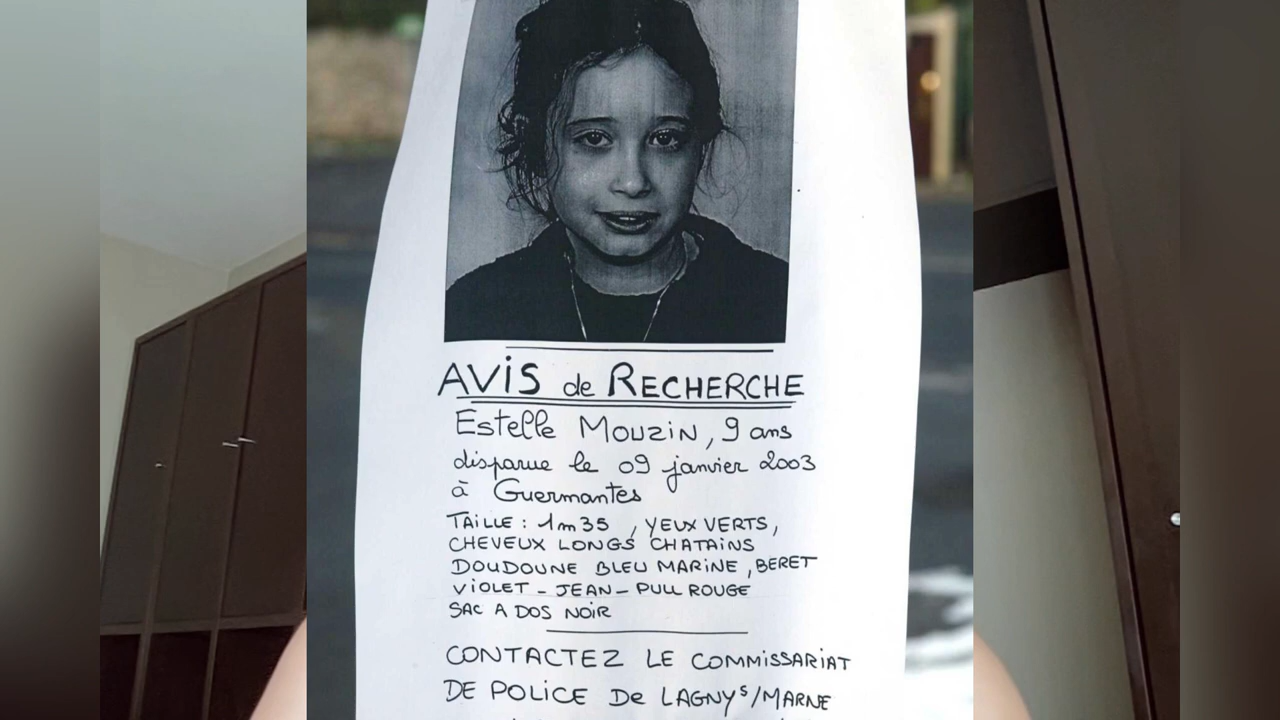 AVIS de RECHERCHE
Estelle MOUZIN, 9 ans
disparue le 09 janvier 2003
à Guermantes
TAILLE : 1m35 , YEUX VERTS,
CHEVEUX LONGS CHATAINS
DOUDOUNE BLEU MARINE, BERET
VIOLET - JEAN - PULL ROUGE
SAC A DOS NOIR
CONTACTEZ LE COMMISSARIAT
DE POLICE De LAGNY S/MARNE